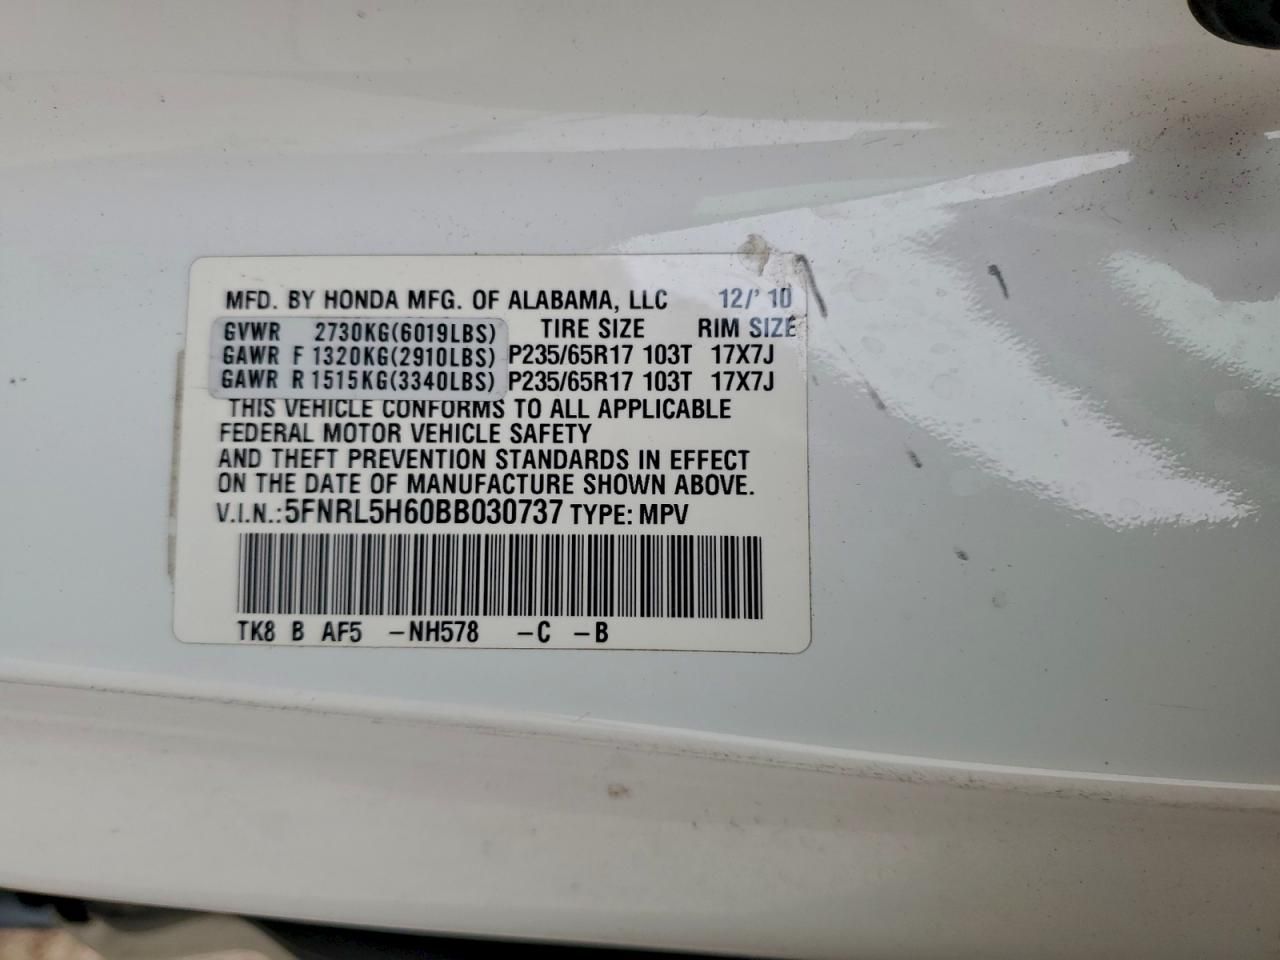 MFD. BY HONDA MFG. OF ALABAMA, LLC 12/'10
GVWR 2730KG(6019LBS) TIRE SIZE RIM SIZE
GAWR F 1320KG(2910LBS) P235/65R17 103T 17X7J
GAWR R 1515KG(3340LBS) P235/65R17 103T 17X7J
THIS VEHICLE CONFORMS TO ALL APPLICABLE
FEDERAL MOTOR VEHICLE SAFETY
AND THEFT PREVENTION STANDARDS IN EFFECT
ON THE DATE OF MANUFACTURE SHOWN ABOVE.
V.I.N.:5FNRL5H60BB030737 TYPE: MPV
TK8 B AF5 -NH578 -C -B